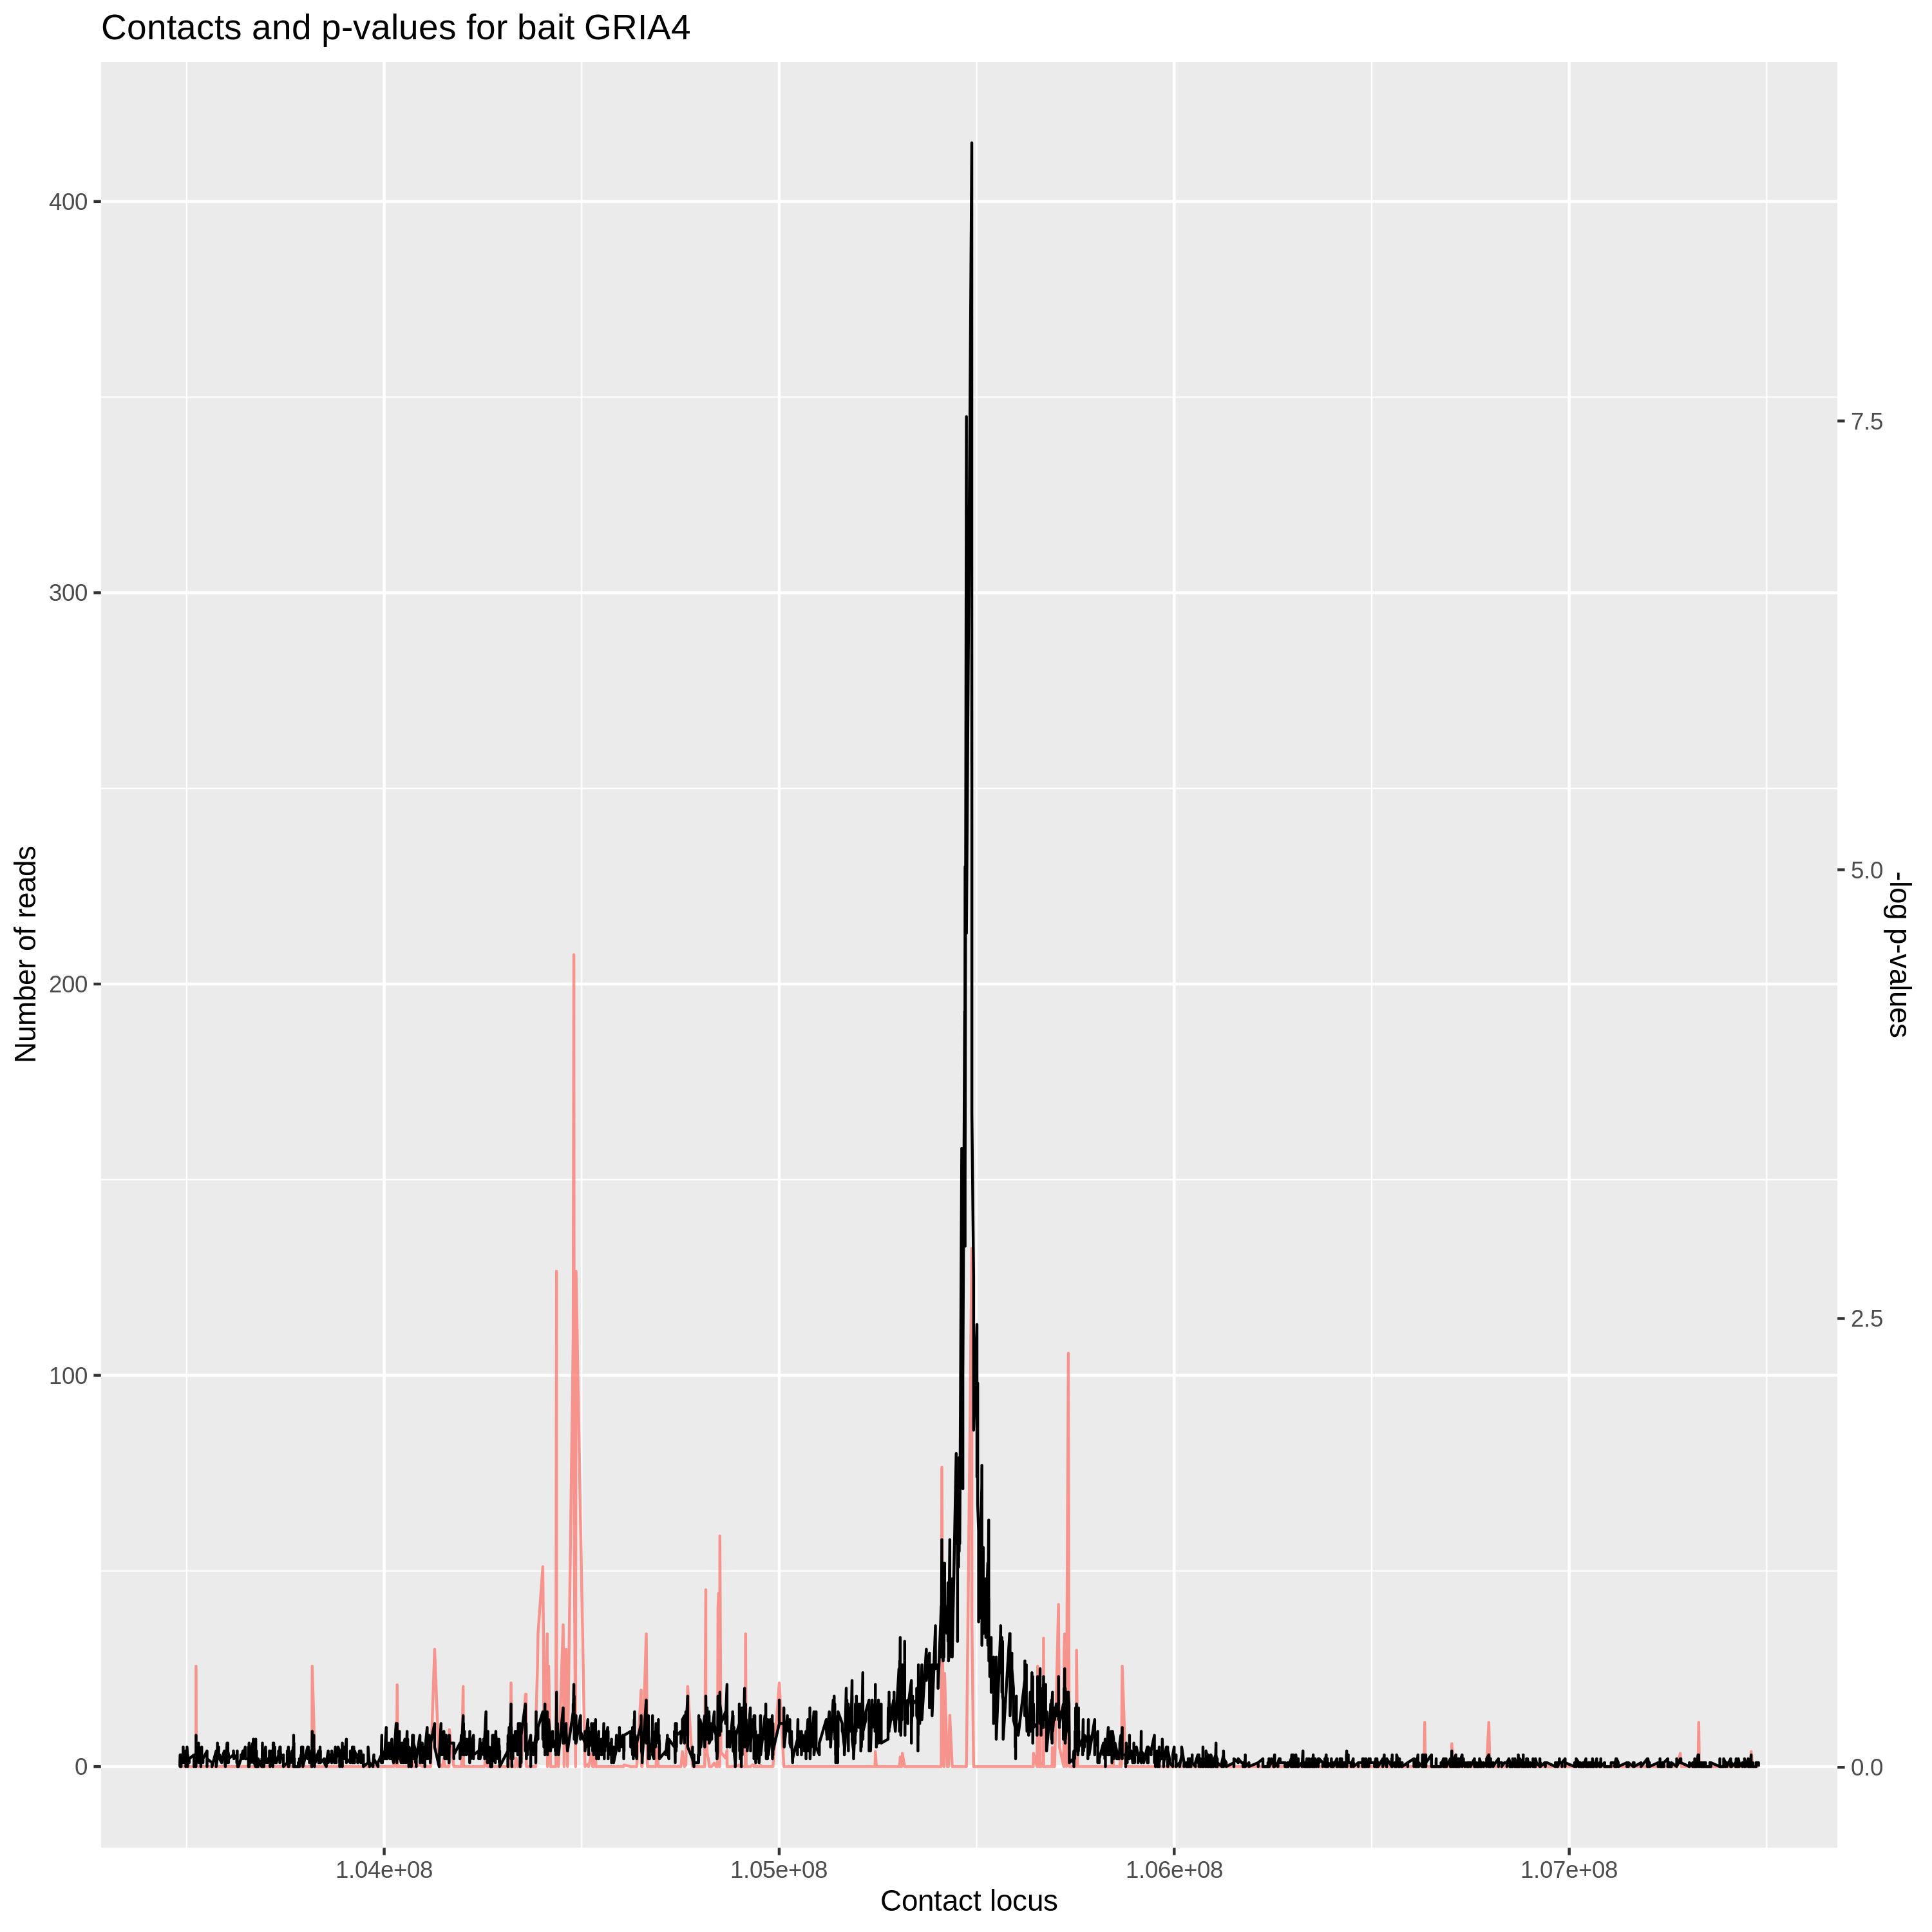 Contacts and p-values for bait GRIA4
400
300
200
100
0
Number of reads
7.5
5.0
2.5
0.0
-log p-values
1.04e+08
1.05e+08
1.06e+08
1.07e+08
Contact locus